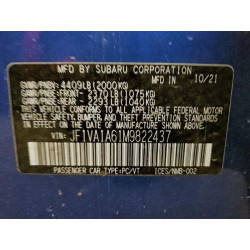 MFD. BY SUBARU CORPORATION 10/21
GVWR/PNBV: 4409LB(2000KG)
GAWR/PNBE: FRONT - 2370LB(1075KG)
GAWR/PNBE: REAR - 2293LB(1040KG)
THIS VEHICLE CONFORMS TO ALL APPLICABLE
FEDERAL MOTOR VEHICLE SAFETY, BUMPER, AND
THEFT PREVENTION STANDARDS IN EFFECT ON THE
DATE OF MANUFACTURE SHOWN ABOVE.
JF1VA1A61M9822437
PASSENGER CAR TYPE:PC/VT ICES/NMB-002